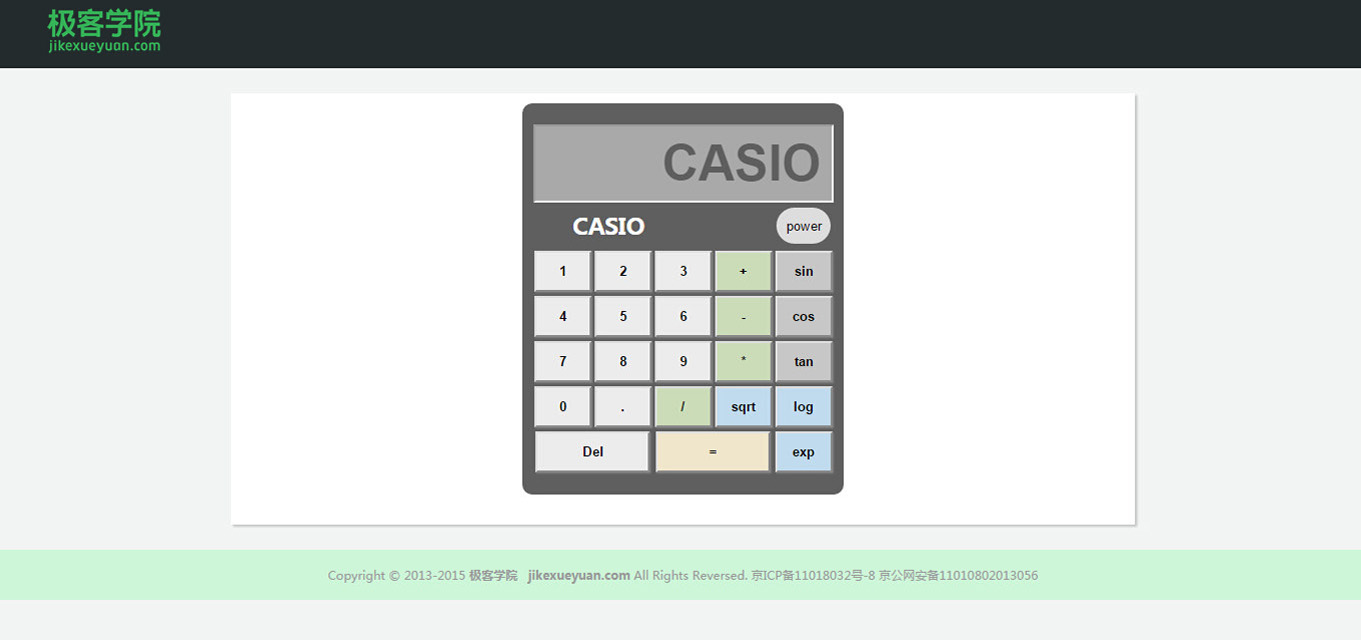 极客学院
jikexueyuan.com
CASIO
CASIO power
1 2 3 + sin
4 5 6 - cos
7 8 9 * tan
0 . / sqrt log
Del = exp
Copyright © 2013-2015 极客学院 jikexueyuan.com All Rights Reversed. 京ICP备11018032号-8 京公网安备11010802013056